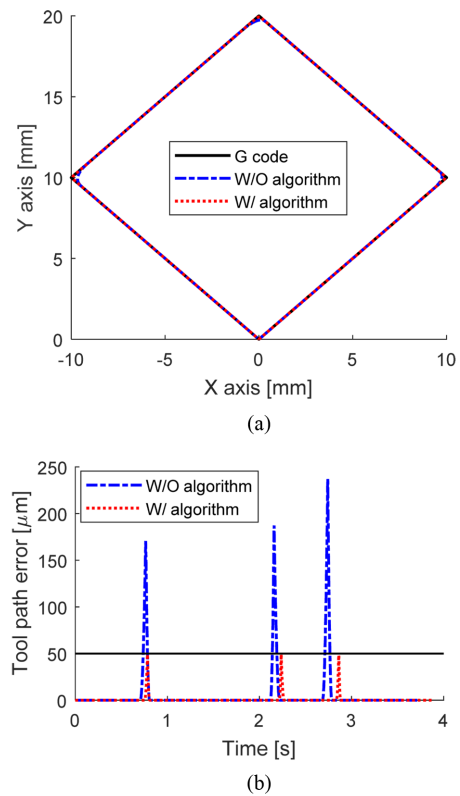 20
15
10
5
0
Y axis [mm]
G code
W/O algorithm
W/ algorithm
-10
-5
0
5
10
X axis [mm]
(a)
250
200
150
100
50
0
Tool path error [μm]
W/O algorithm
W/ algorithm
0
1
2
3
4
Time [s]
(b)